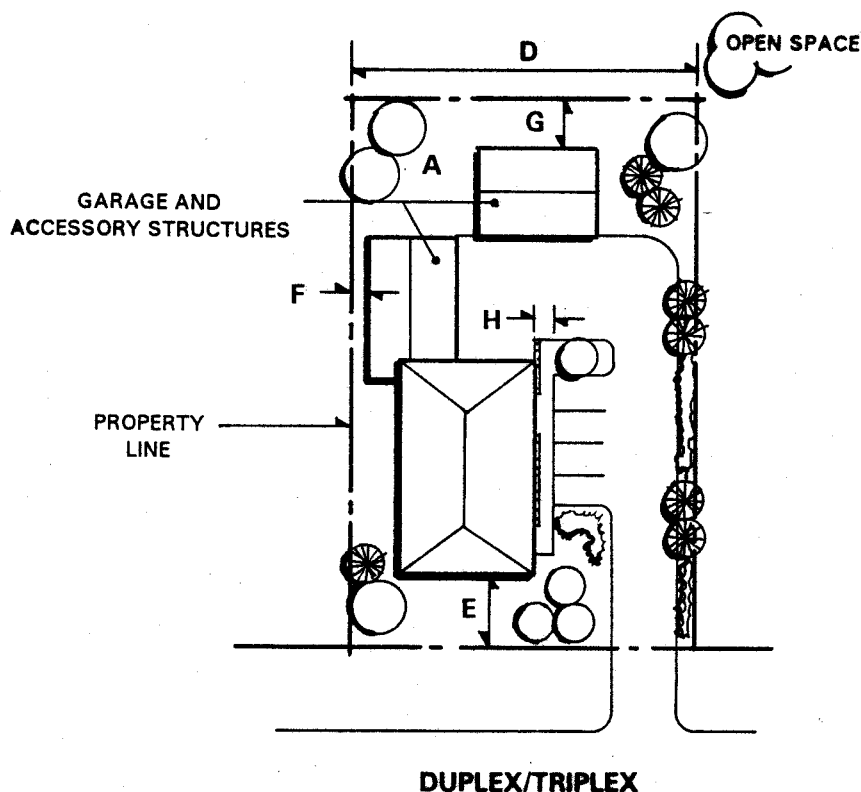 D
OPEN SPACE
G
A
GARAGE AND
ACCESSORY STRUCTURES
F
H
PROPERTY
LINE
E
DUPLEX/TRIPLEX